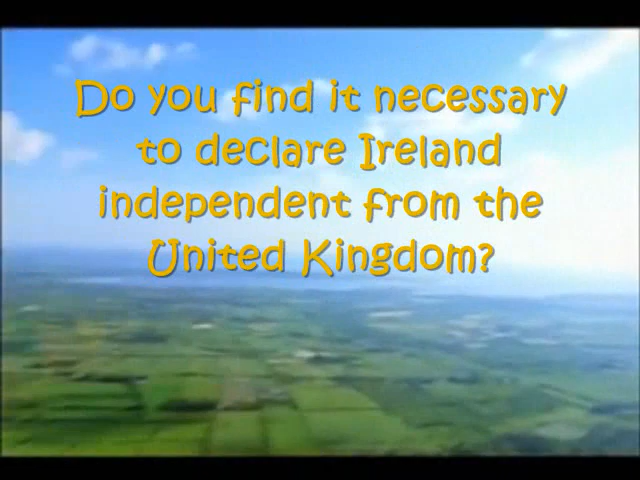 Do you find it necessary
to declare Ireland
independent from the
United Kingdom?